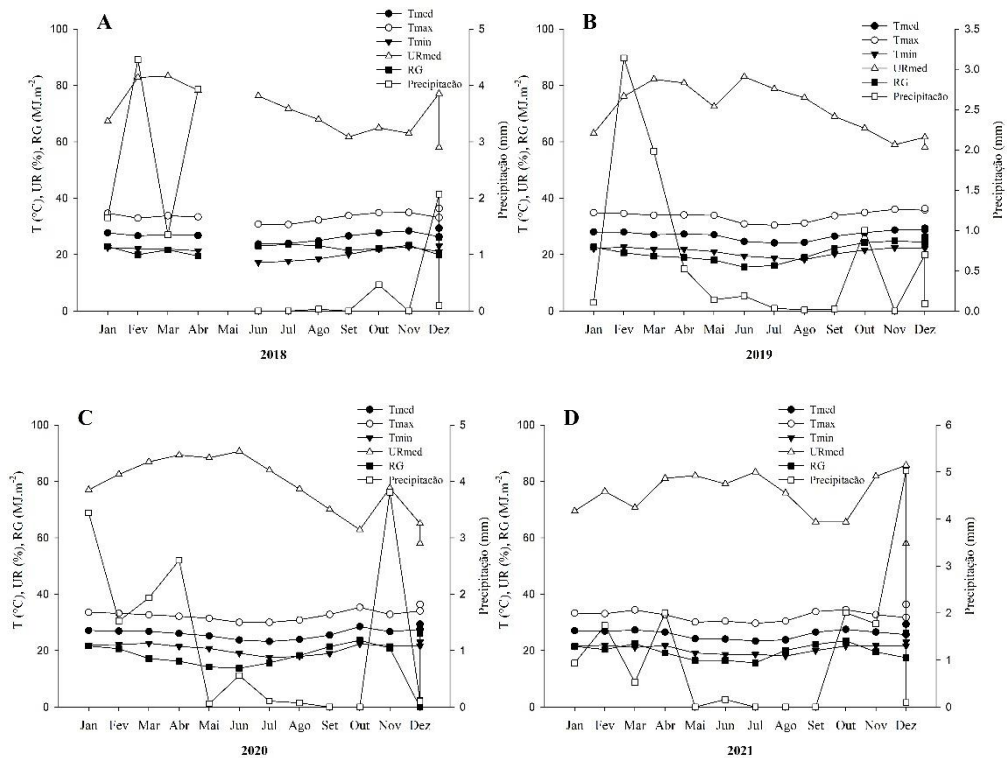 A
Tmed
Tmax
Tmin
URmed
RG
Precipitação
T (°C), UR (%), RG (MJ.m⁻²)
100
80
60
40
20
0
Precipitação (mm)
5
4
3
2
1
0
Jan Fev Mar Abr Mai Jun Jul Ago Set Out Nov Dez
2018
B
Tmed
Tmax
Tmin
URmed
RG
Precipitação
T (°C), UR (%), RG (MJ.m⁻²)
100
80
60
40
20
0
Precipitação (mm)
3.5
3.0
2.5
2.0
1.5
1.0
0.5
0.0
Jan Fev Mar Abr Mai Jun Jul Ago Set Out Nov Dez
2019
C
Tmed
Tmax
Tmin
URmed
RG
Precipitação
T (°C), UR (%), RG (MJ.m⁻²)
100
80
60
40
20
0
Precipitação (mm)
5
4
3
2
1
0
Jan Fev Mar Abr Mai Jun Jul Ago Set Out Nov Dez
2020
D
Tmed
Tmax
Tmin
URmed
RG
Precipitação
T (°C), UR (%), RG (MJ.m⁻²)
100
80
60
40
20
0
Precipitação (mm)
6
5
4
3
2
1
0
Jan Fev Mar Abr Mai Jun Jul Ago Set Out Nov Dez
2021